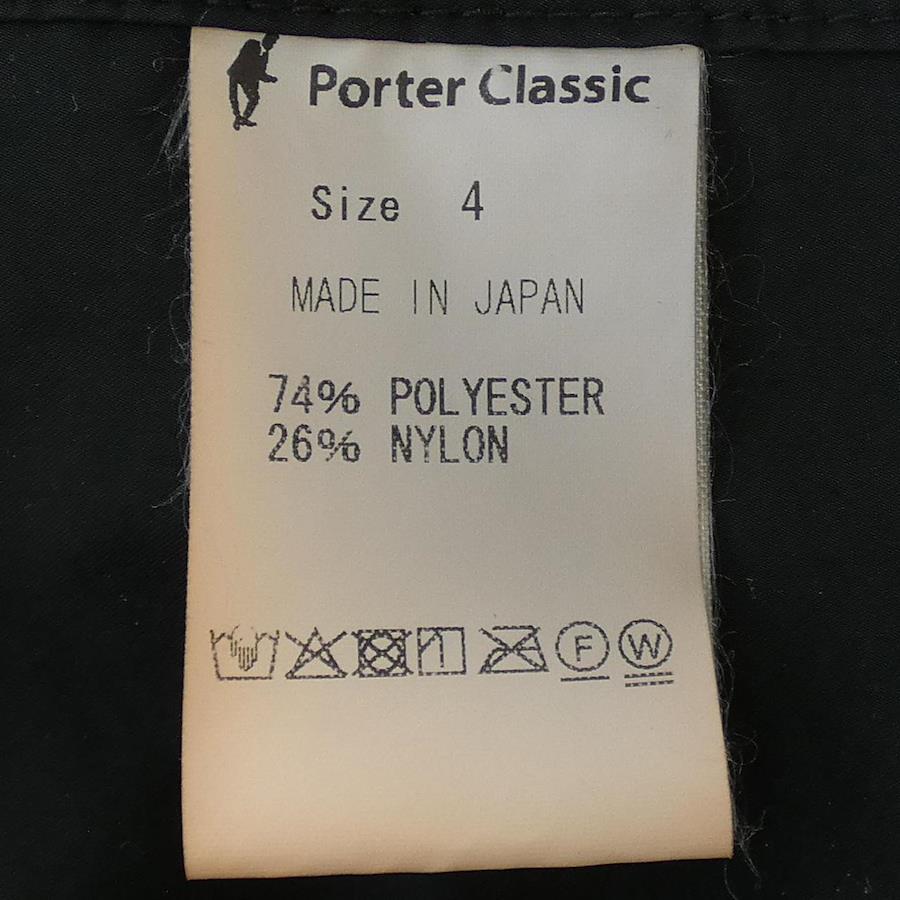 Porter Classic
Size 4
MADE IN JAPAN
74% POLYESTER
26% NYLON
F W